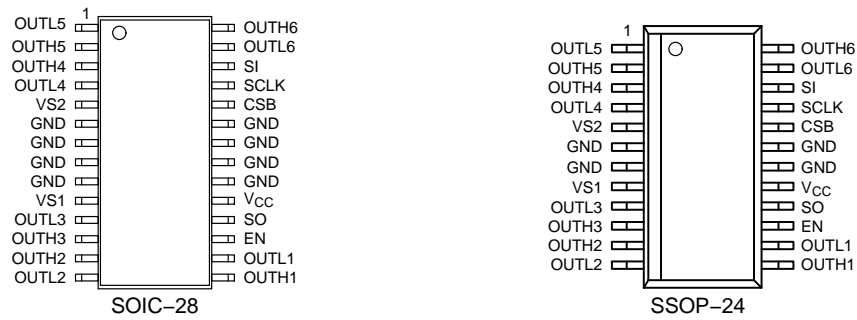 1
OUTL5
OUTH5
OUTH4
OUTL4
VS2
GND
GND
GND
GND
VS1
OUTL3
OUTH3
OUTH2
OUTL2
OUTH6
OUTL6
SI
SCLK
CSB
GND
GND
GND
GND
VCC
SO
EN
OUTL1
OUTH1
SOIC–28
1
OUTL5
OUTH5
OUTH4
OUTL4
VS2
GND
GND
VS1
OUTL3
OUTH3
OUTH2
OUTL2
OUTH6
OUTL6
SI
SCLK
CSB
GND
GND
VCC
SO
EN
OUTL1
OUTH1
SSOP–24